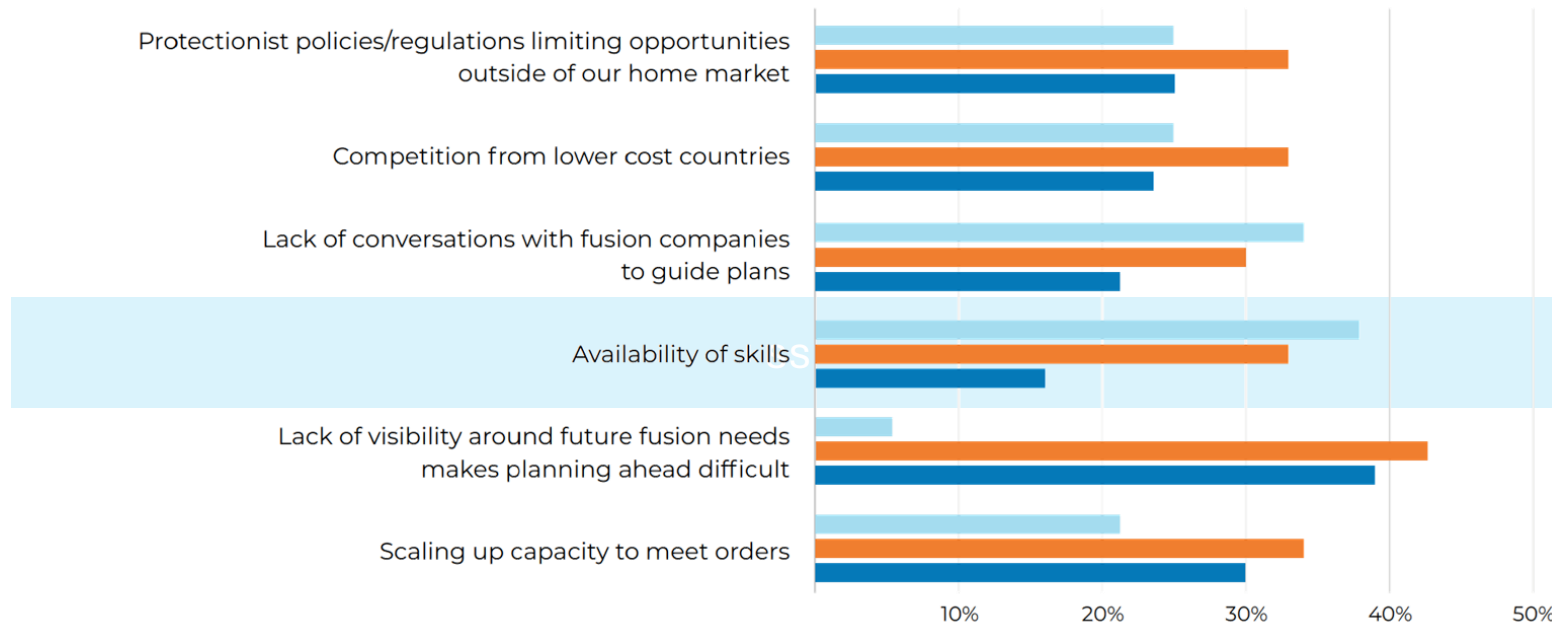 Protectionist policies/regulations limiting opportunities
outside of our home market
Competition from lower cost countries
Lack of conversations with fusion companies
to guide plans
Availability of skills
Lack of visibility around future fusion needs
makes planning ahead difficult
Scaling up capacity to meet orders
10% 20% 30% 40% 50%